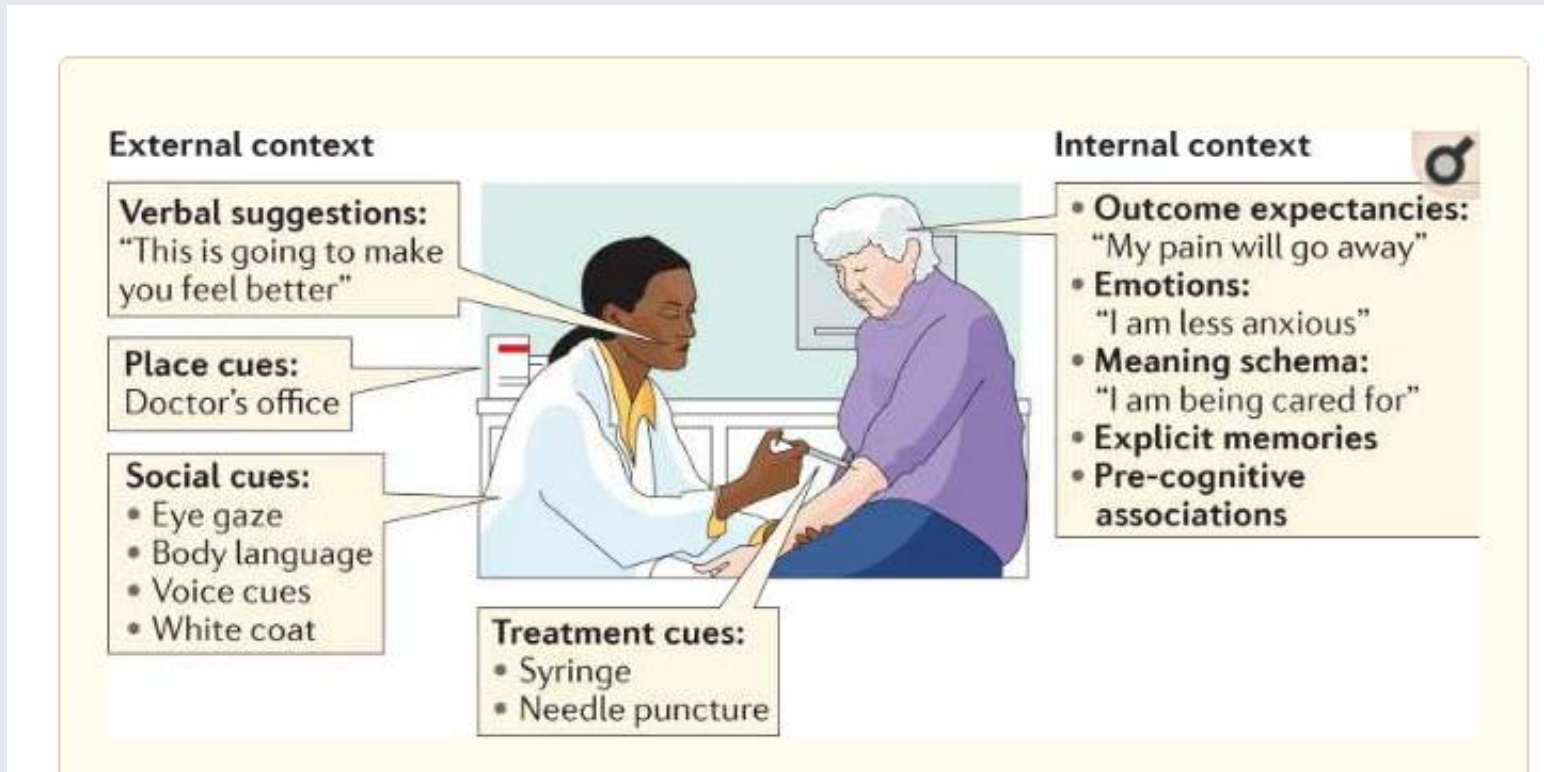 External context
Verbal suggestions:
“This is going to make
you feel better”
Place cues:
Doctor’s office
Social cues:
• Eye gaze
• Body language
• Voice cues
• White coat
Treatment cues:
• Syringe
• Needle puncture
Internal context
• Outcome expectancies:
“My pain will go away”
• Emotions:
“I am less anxious”
• Meaning schema:
“I am being cared for”
• Explicit memories
• Pre-cognitive
associations